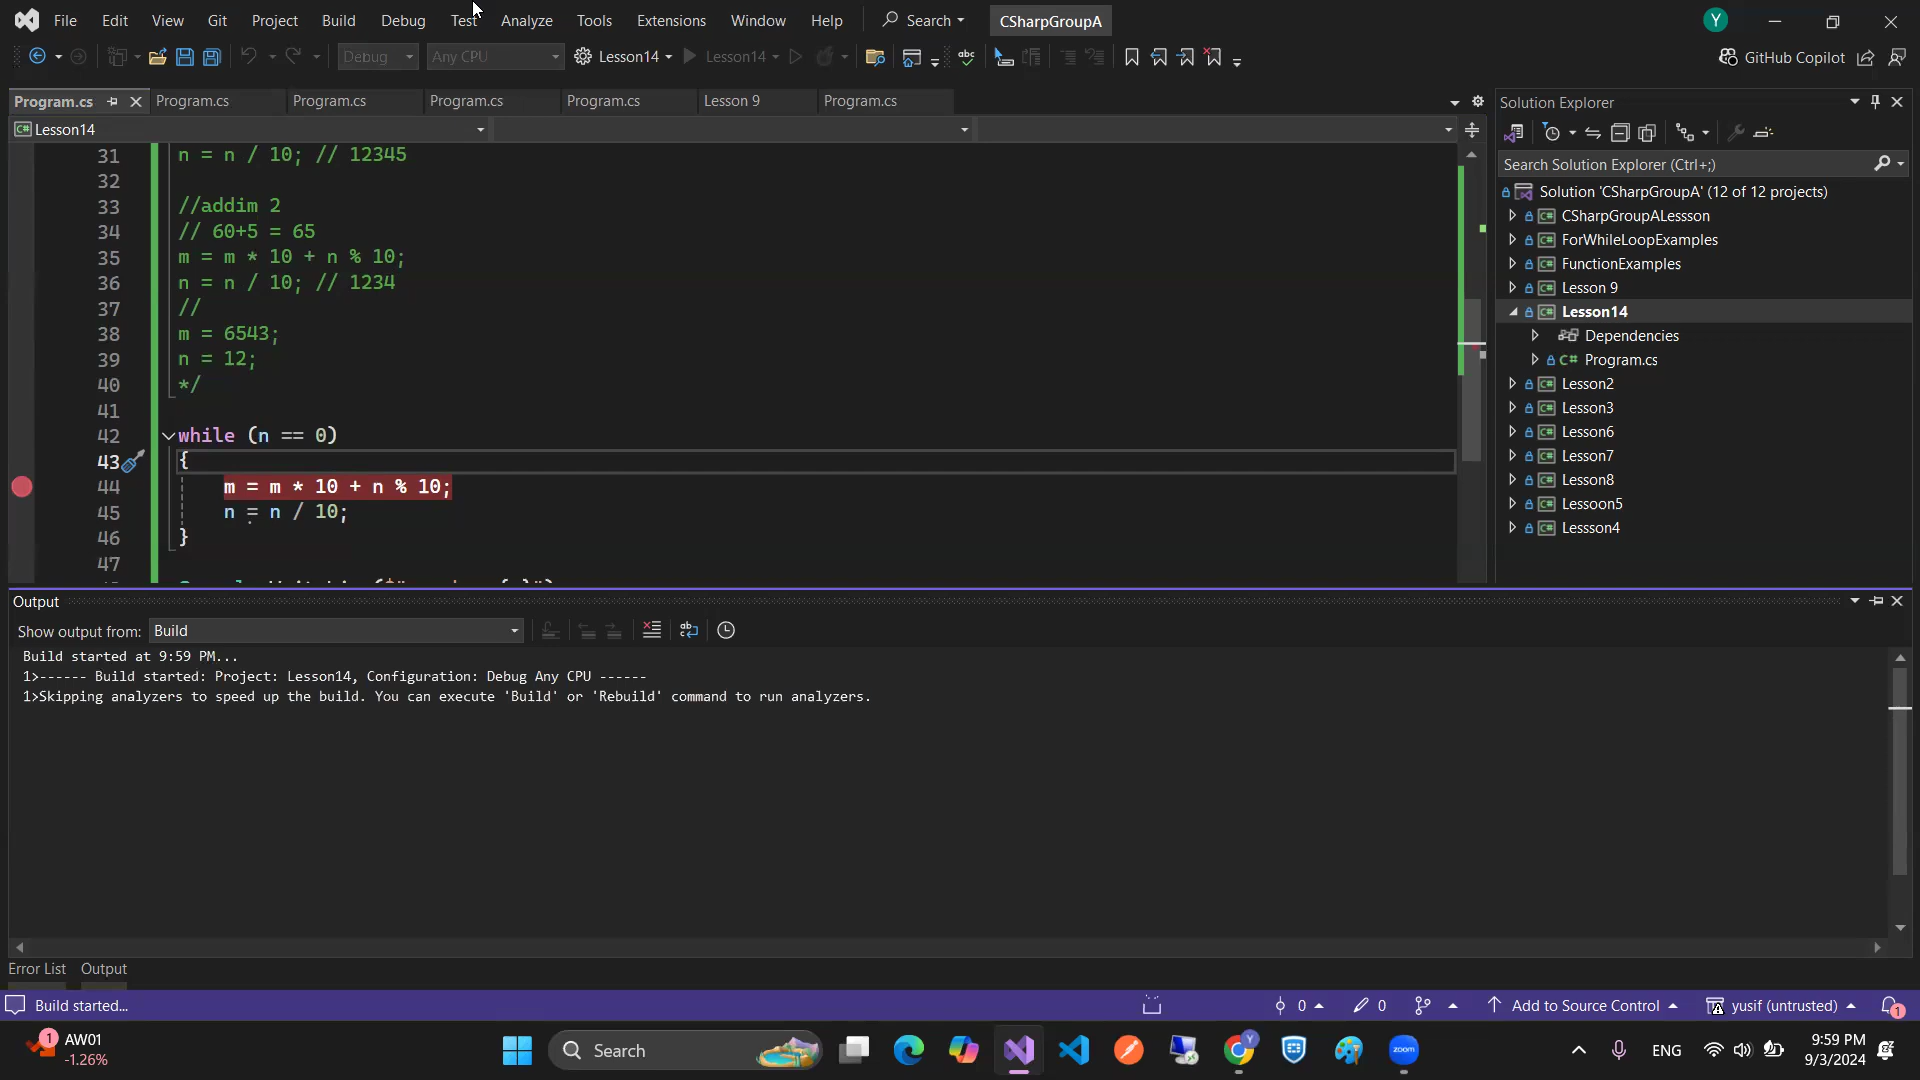 File Edit View Git Project Build Debug Test Analyze Tools Extensions Window Help Search CSharpGroupA Y
Debug Any CPU Lesson14 Lesson14 GitHub Copilot
Program.cs Program.cs Program.cs Program.cs Program.cs Lesson 9 Program.cs
C# Lesson14
31 n = n / 10; // 12345
32
33 //addim 2
34 // 60+5 = 65
35 m = m * 10 + n % 10;
36 n = n / 10; // 1234
37 //
38 m = 6543;
39 n = 12;
40 */
41
42 while (n == 0)
43 {
44 m = m * 10 + n % 10;
45 n = n / 10;
46 }
47
Solution Explorer
Search Solution Explorer (Ctrl+;)
Solution 'CSharpGroupA' (12 of 12 projects)
CSharpGroupALessson
ForWhileLoopExamples
FunctionExamples
Lesson 9
Lesson14
Dependencies
C# Program.cs
Lesson2
Lesson3
Lesson6
Lesson7
Lesson8
Lessoon5
Lessson4
Output
Show output from: Build
Build started at 9:59 PM...
1>------ Build started: Project: Lesson14, Configuration: Debug Any CPU ------
1>Skipping analyzers to speed up the build. You can execute 'Build' or 'Rebuild' command to run analyzers.
Error List Output
Build started... 0 0 Add to Source Control yusif (untrusted) 1
1 AW01
-1.26%
Search
zoom
ENG
9:59 PM
9/3/2024